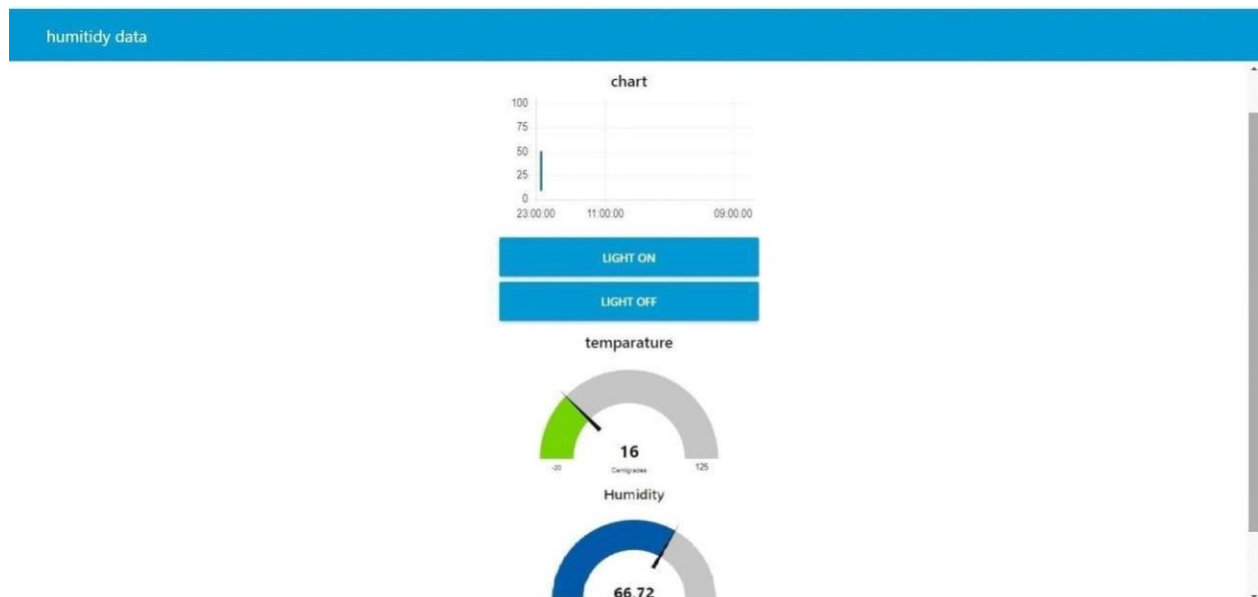 humitidy data
chart
100
75
50
25
0
23:00:00 11:00:00 09:00:00
LIGHT ON
LIGHT OFF
temparature
16
-20 Centigrades 125
Humidity
66.72